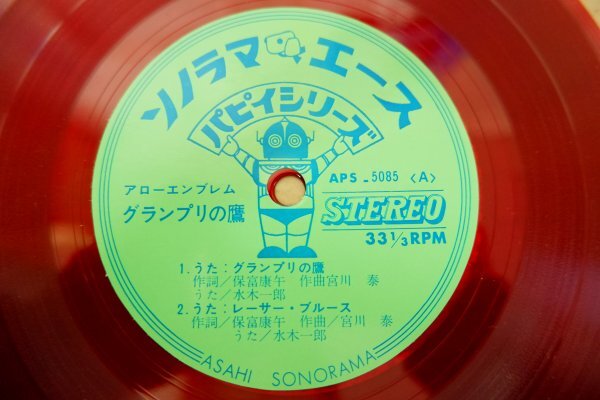 ソノラマエース
パピイシリーズ
アローエンブレム
グランプリの鷹
APS-5085 <A>
STEREO
33 1/3 RPM
1.うた：グランプリの鷹
作詞／保富康午 作曲宮川 泰
うた／水木一郎
2.うた：レーサー・ブルース
作詞／保富康午 作曲／宮川 泰
うた／水木一郎
ASAHI SONORAMA